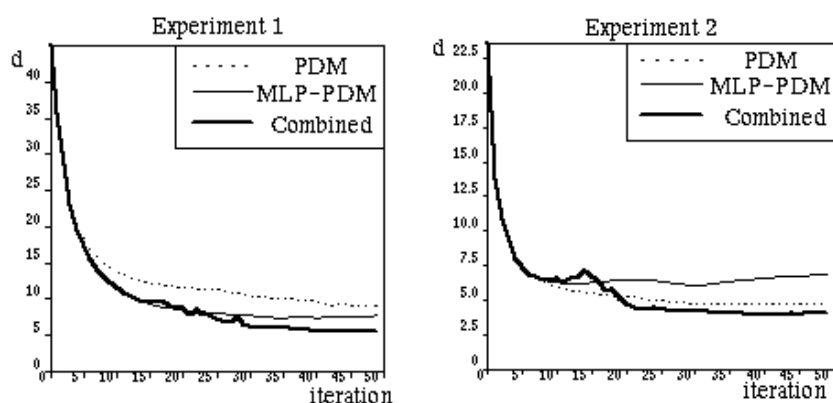 Experiment 1
d
PDM
MLP-PDM
Combined
40
35
30
25
20
15
10
5
0
0 5 10 15 20 25 30 35 40 45 50
iteration
Experiment 2
d
PDM
MLP-PDM
Combined
22.5
20.0
17.5
15.0
12.5
10.0
7.5
5.0
2.5
0
0 5 10 15 20 25 30 35 40 45 50
iteration